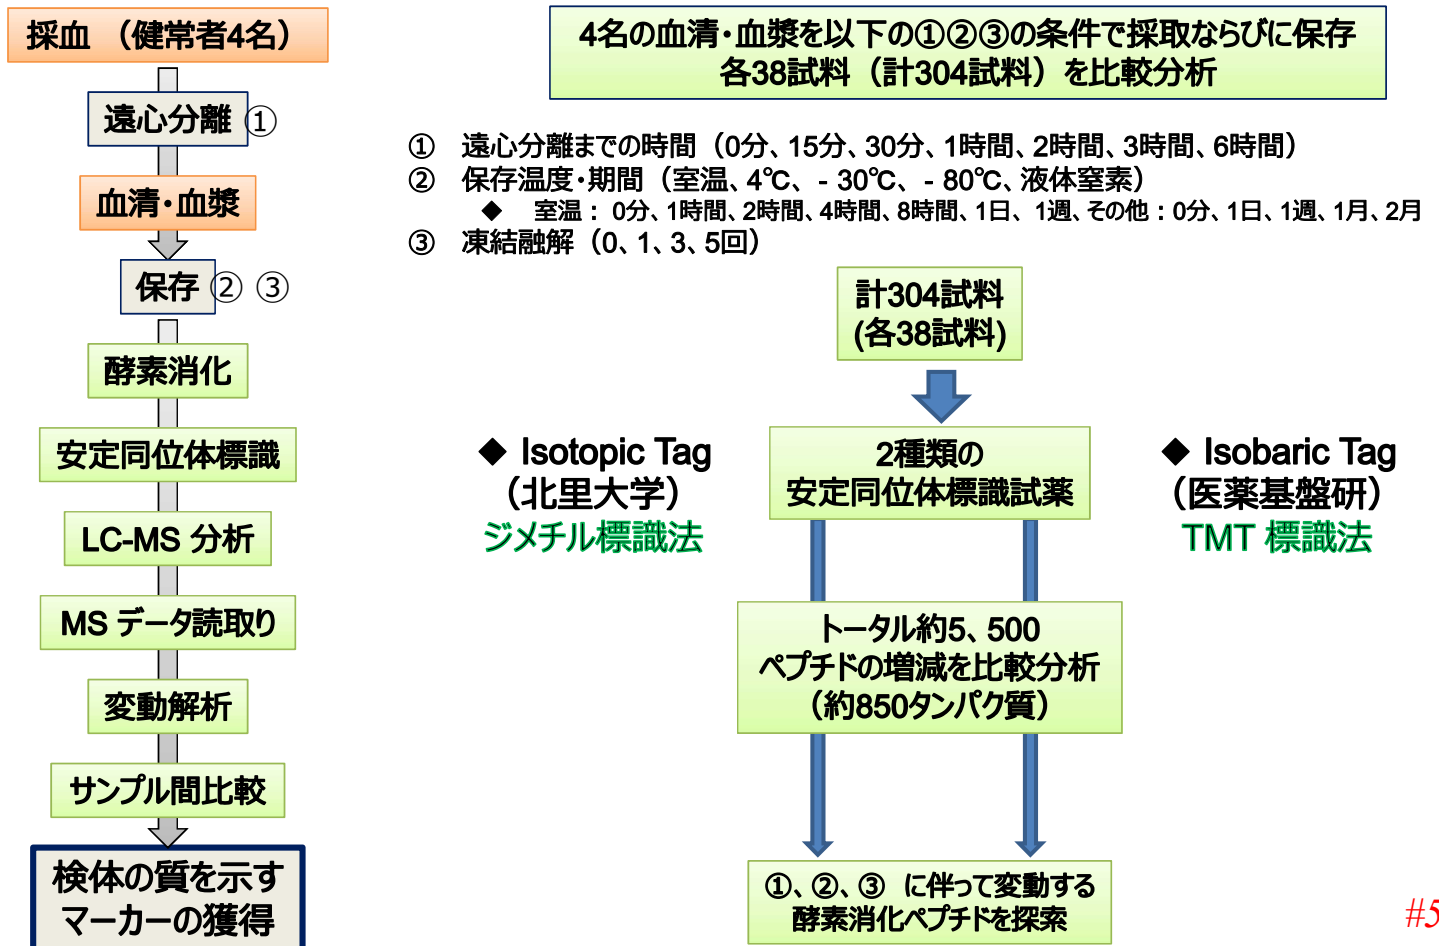 採血 （健常者4名）
遠心分離 ①
血清・血漿
保存 ② ③
酵素消化
安定同位体標識
LC-MS 分析
MS データ読取り
変動解析
サンプル間比較
検体の質を示す
マーカーの獲得
4名の血清・血漿を以下の①②③の条件で採取ならびに保存
各38試料（計304試料）を比較分析
① 遠心分離までの時間（0分、15分、30分、1時間、2時間、3時間、6時間）
② 保存温度・期間（室温、4℃、- 30℃、- 80℃、液体窒素）
◆ 室温： 0分、1時間、2時間、4時間、8時間、1日、 1週、その他：0分、1日、1週、1月、2月
③ 凍結融解（0、1、3、5回）
計304試料
(各38試料)
◆ Isotopic Tag
（北里大学）
ジメチル標識法
2種類の
安定同位体標識試薬
◆ Isobaric Tag
（医薬基盤研）
TMT 標識法
トータル約5、500
ペプチドの増減を比較分析
（約850タンパク質）
①、②、③ に伴って変動する
酵素消化ペプチドを探索
#5